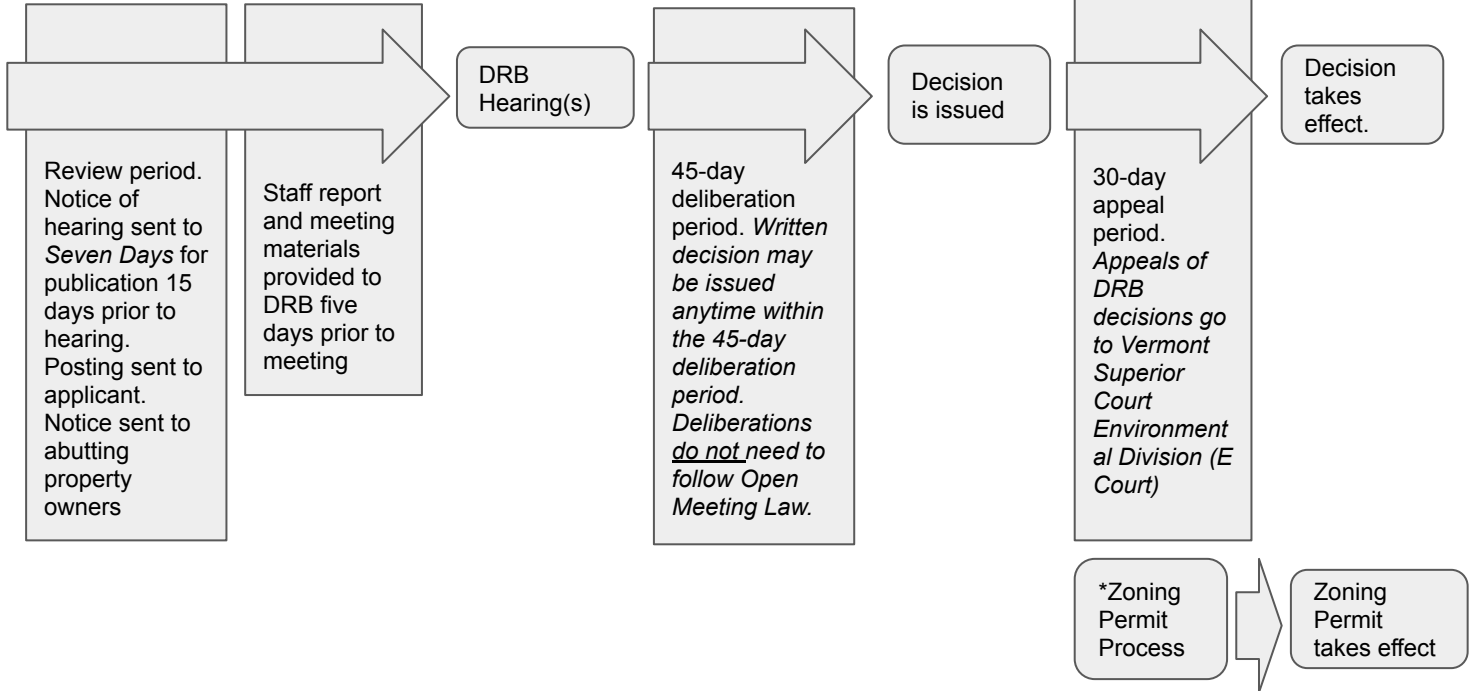 Review period.
Notice of
hearing sent to
Seven Days for
publication 15
days prior to
hearing.
Posting sent to
applicant.
Notice sent to
abutting
property
owners
Staff report
and meeting
materials
provided to
DRB five
days prior to
meeting
DRB
Hearing(s)
45-day
deliberation
period. Written
decision may
be issued
anytime within
the 45-day
deliberation
period.
Deliberations
do not need to
follow Open
Meeting Law.
Decision
is issued
30-day
appeal
period.
Appeals of
DRB
decisions go
to Vermont
Superior
Court
Environment
al Division (E
Court)
Decision
takes
effect.
*Zoning
Permit
Process
Zoning
Permit
takes effect